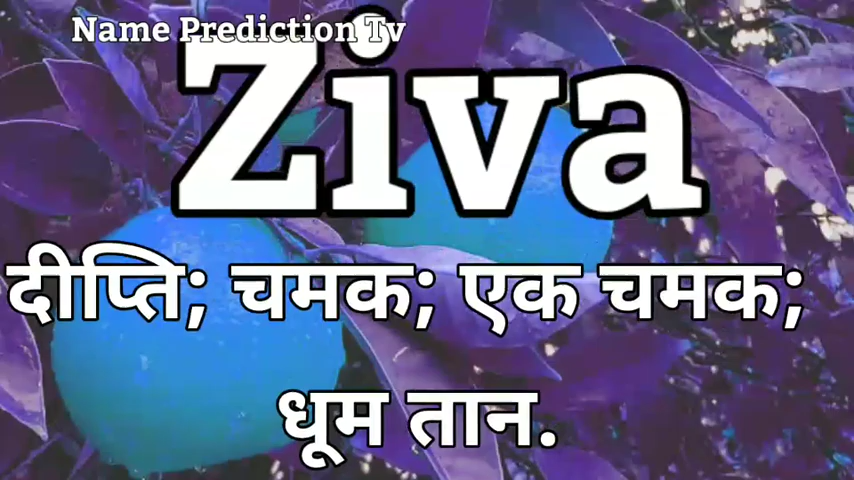 Name Prediction Tv
Ziva
दीप्ति; चमक; एक चमक;
धूम तान.